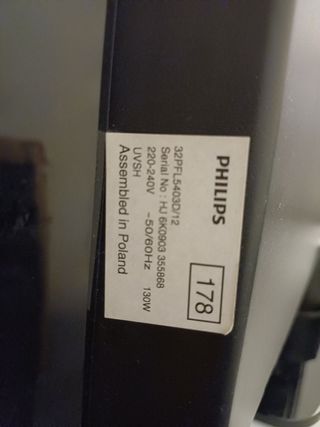 PHILIPS
178
32PFL5403D/12
Serial No : HJ 6K0903 355868
220-240V ~50/60Hz 130W
UVSH
Assembled in Poland